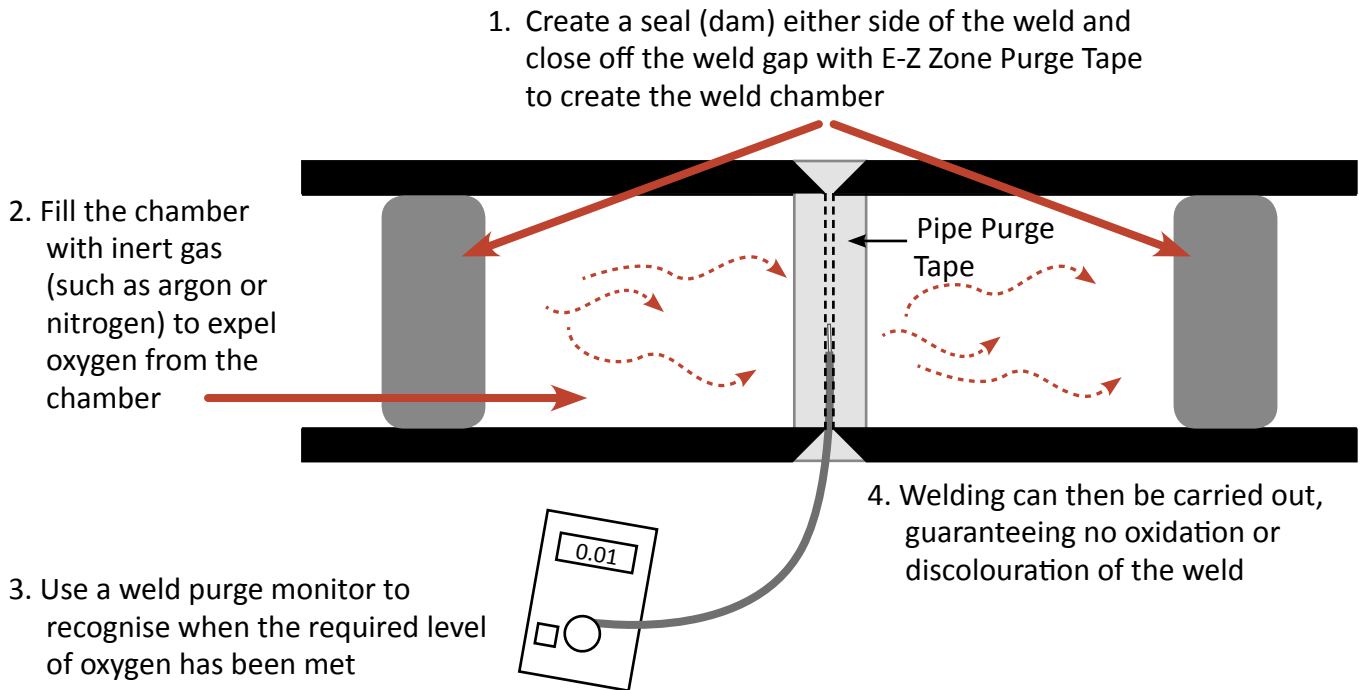 1. Create a seal (dam) either side of the weld and
close off the weld gap with E-Z Zone Purge Tape
to create the weld chamber
2. Fill the chamber
with inert gas
(such as argon or
nitrogen) to expel
oxygen from the
chamber
Pipe Purge
Tape
3. Use a weld purge monitor to
recognise when the required level
of oxygen has been met
0.01
4. Welding can then be carried out,
guaranteeing no oxidation or
discolouration of the weld